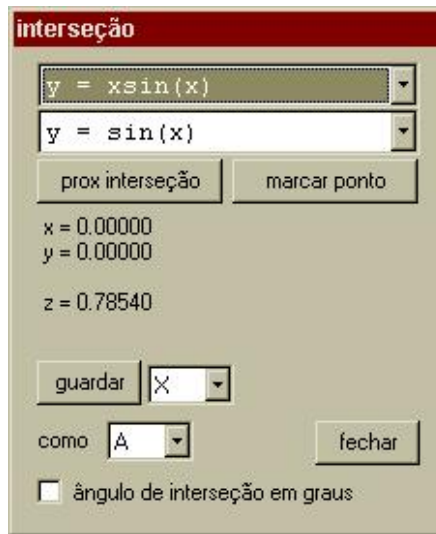 interseção
y = xsin(x)
y = sin(x)
prox interseção marcar ponto
x = 0.00000
y = 0.00000
z = 0.78540
guardar X
como A fechar
ângulo de interseção em graus